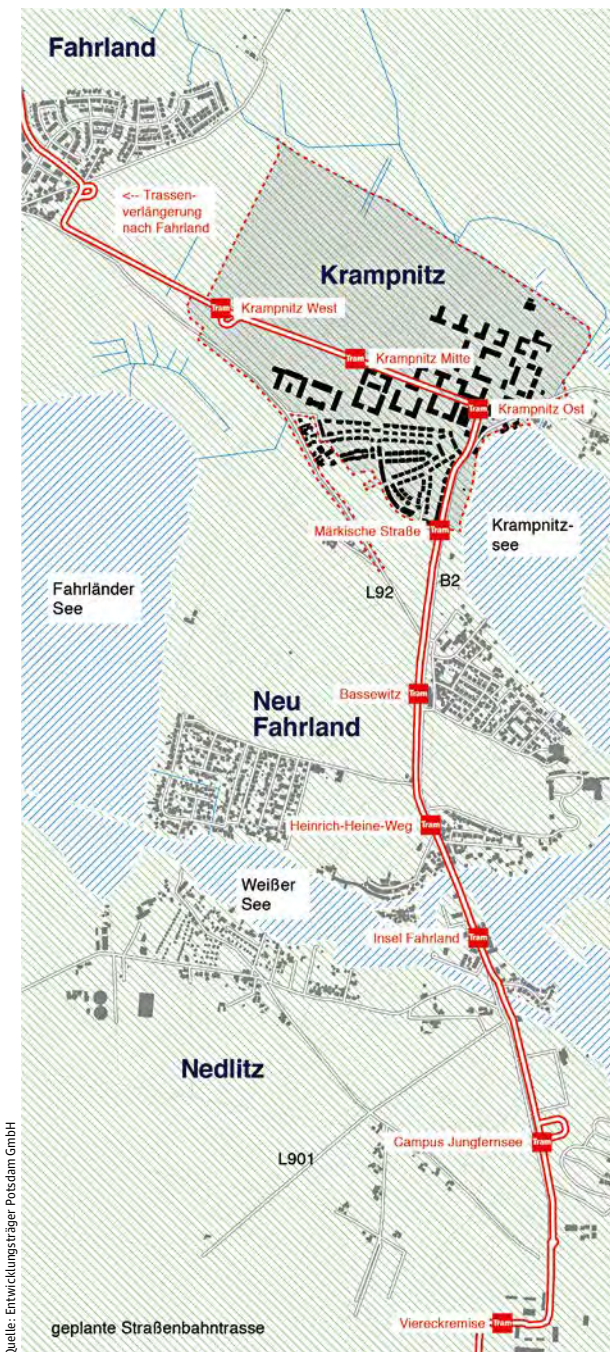 Fahrland
<-- Trassen-
verlängerung
nach Fahrland
Krampnitz
Tram Krampnitz West
Tram Krampnitz Mitte
Tram Krampnitz Ost
Märkische Straße Tram
Krampnitz-
see
Fahrländer
See
L92
B2
Bassewitz Tram
Neu
Fahrland
Heinrich-Heine-Weg Tram
Weißer
See
Insel Fahrland Tram
Nedlitz
Campus Jungfernsee Tram
L901
Viereckremise Tram
geplante Straßenbahntrasse
Quelle: Entwicklungsträger Potsdam GmbH